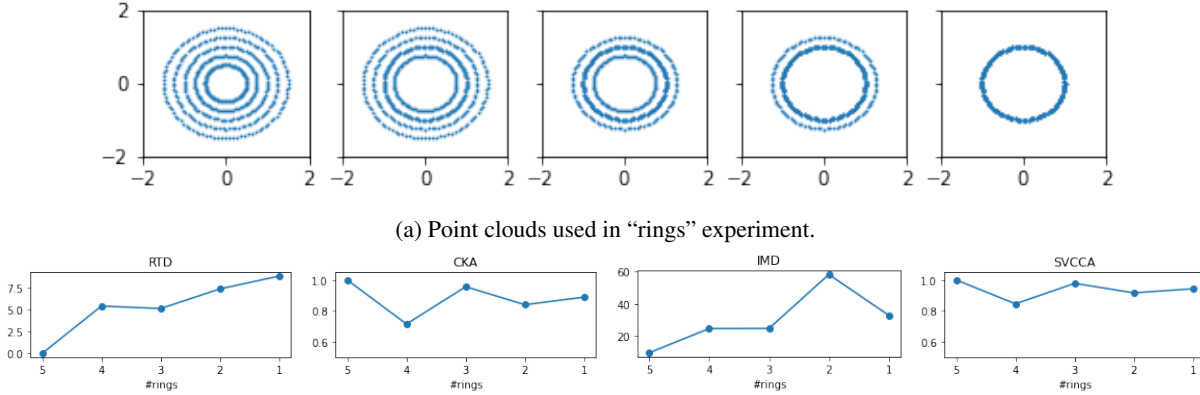 2
0
−2
−2 0 2
−2 0 2
−2 0 2
−2 0 2
−2 0 2
(a) Point clouds used in “rings” experiment.
RTD
7.5
5.0
2.5
0.0
5 4 3 2 1
#rings
CKA
1.0
0.8
0.6
5 4 3 2 1
#rings
IMD
60
40
20
5 4 3 2 1
#rings
SVCCA
1.0
0.8
0.6
5 4 3 2 1
#rings